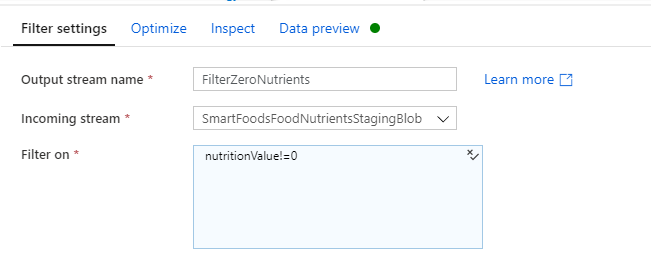 Filter settings Optimize Inspect Data preview
Output stream name * FilterZeroNutrients Learn more
Incoming stream * SmartFoodsFoodNutrientsStagingBlob
Filter on * nutritionValue!=0